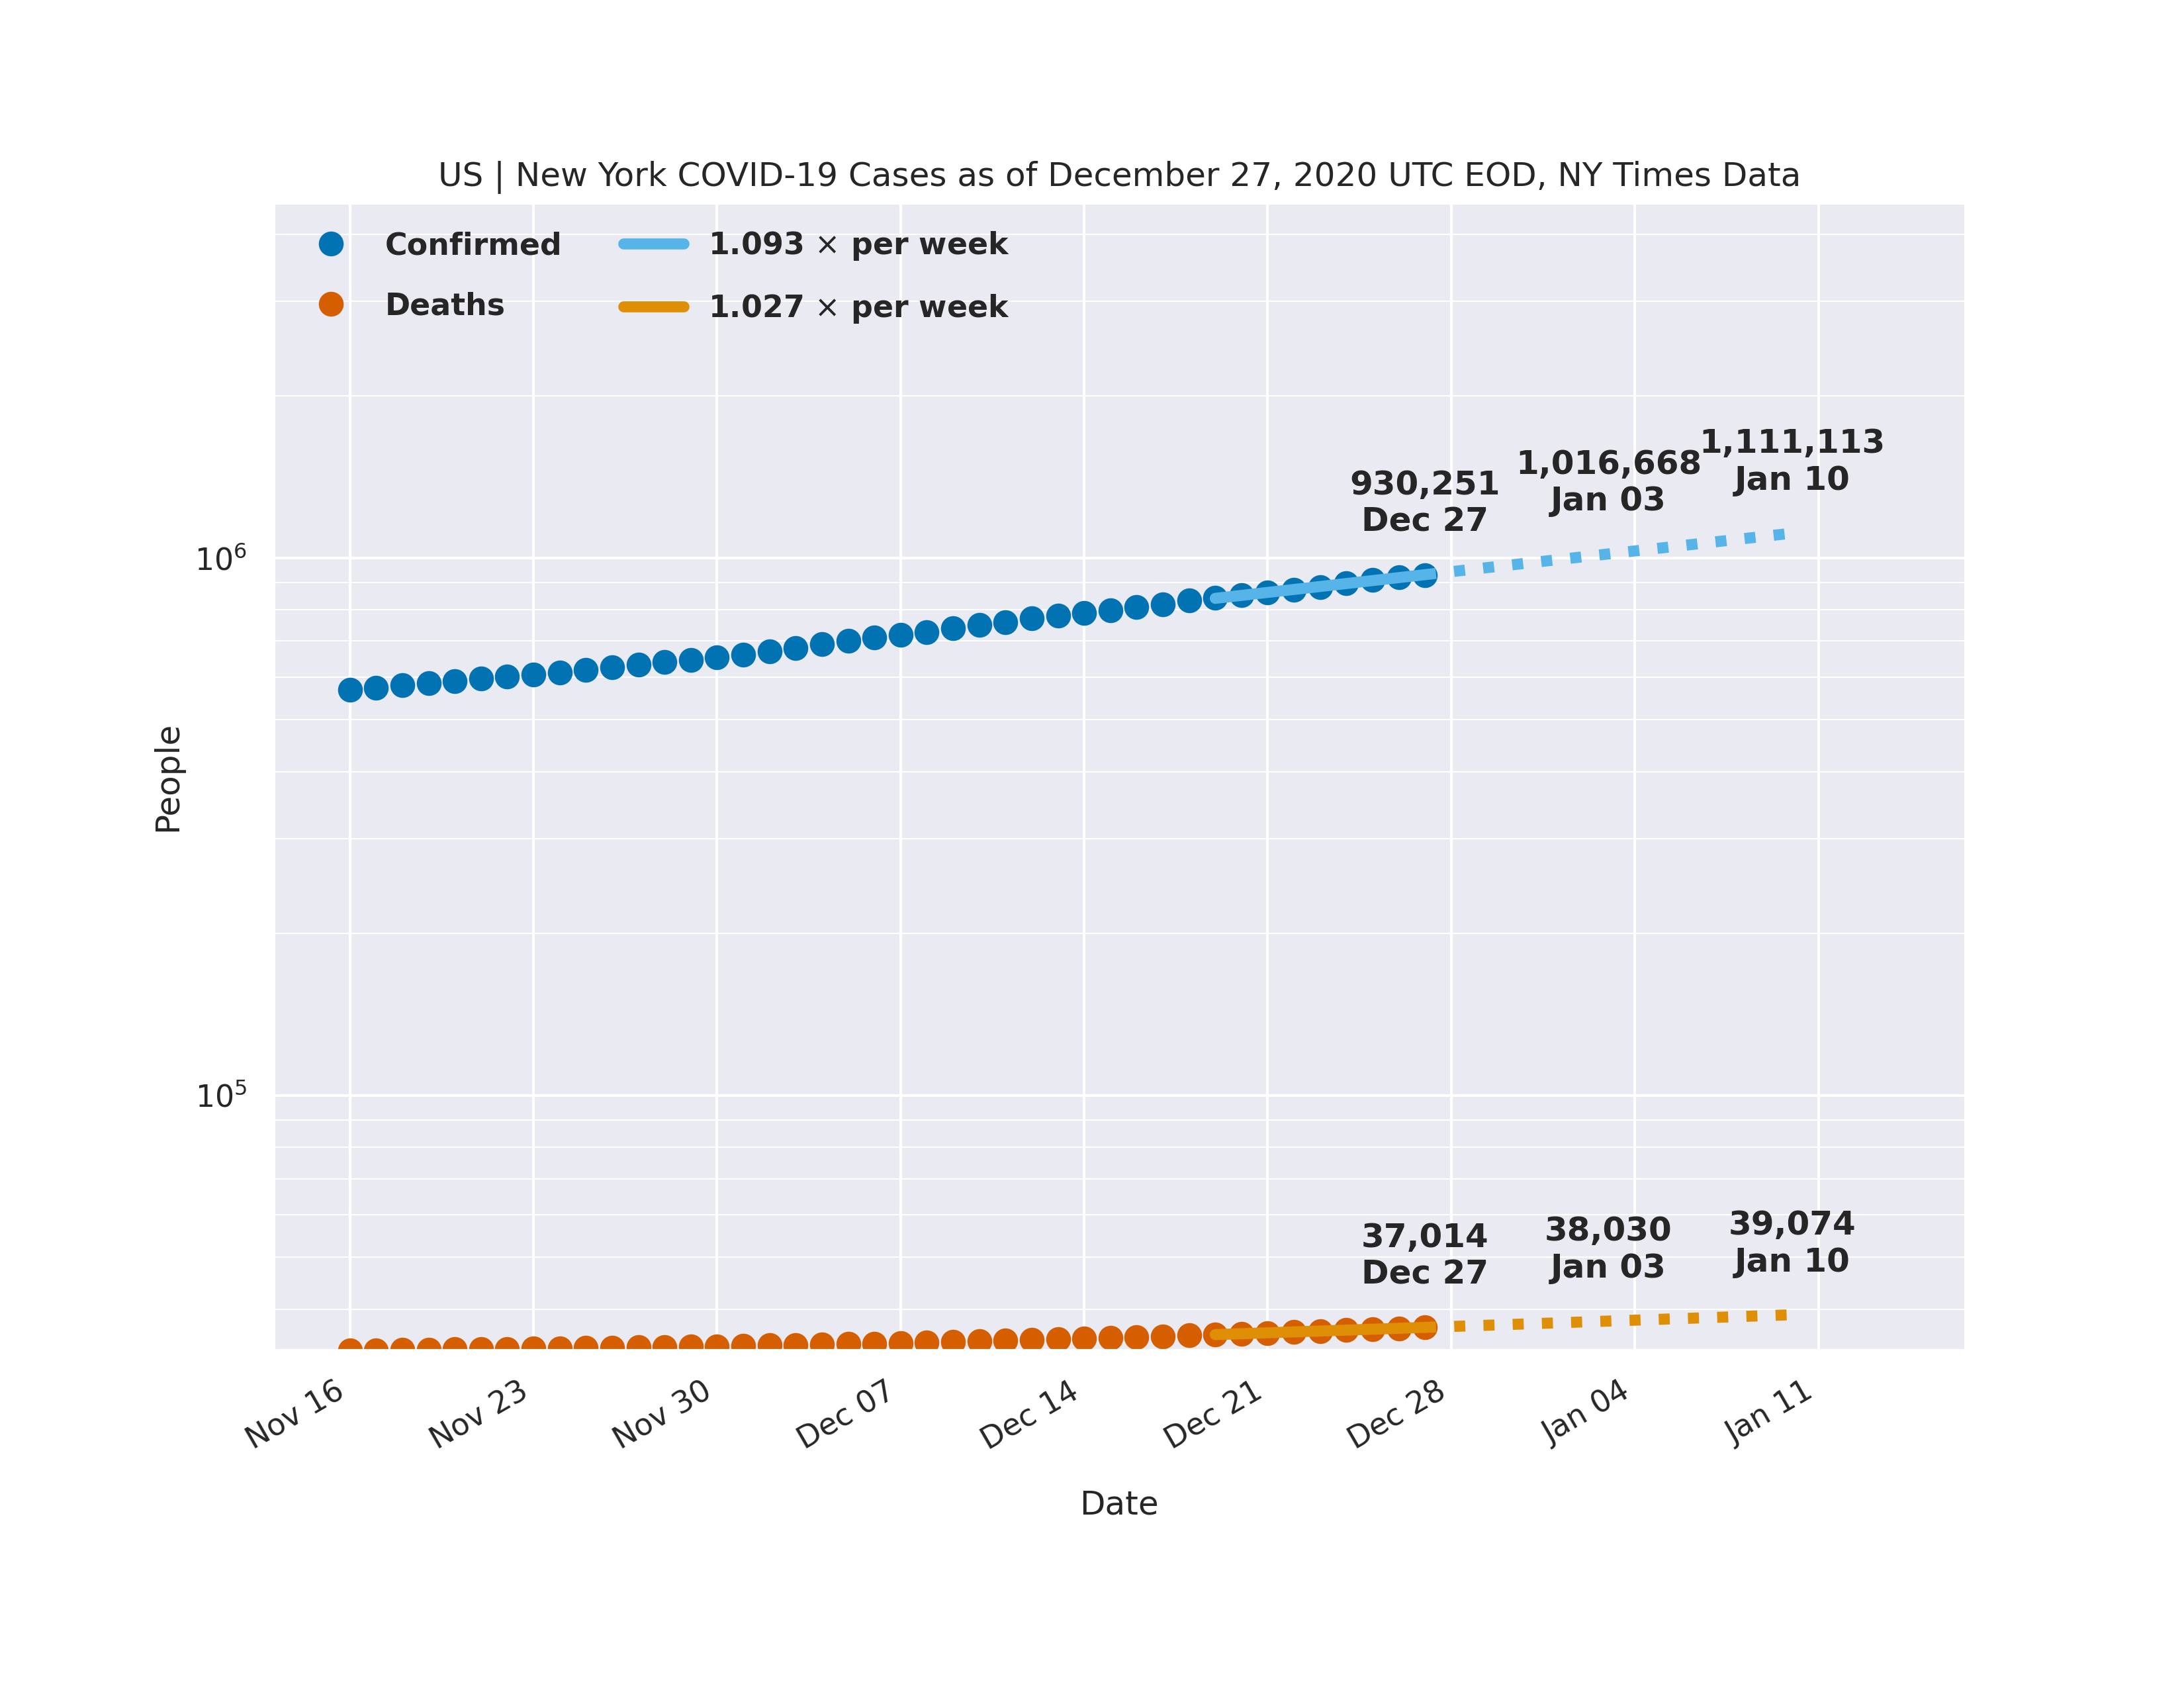 US | New York COVID-19 Cases as of December 27, 2020 UTC EOD, NY Times Data
Confirmed
Deaths
1.093 × per week
1.027 × per week
930,251
Dec 27
1,016,668
Jan 03
1,111,113
Jan 10
10⁶
People
10⁵
37,014
Dec 27
38,030
Jan 03
39,074
Jan 10
Nov 16
Nov 23
Nov 30
Dec 07
Dec 14
Dec 21
Dec 28
Jan 04
Jan 11
Date